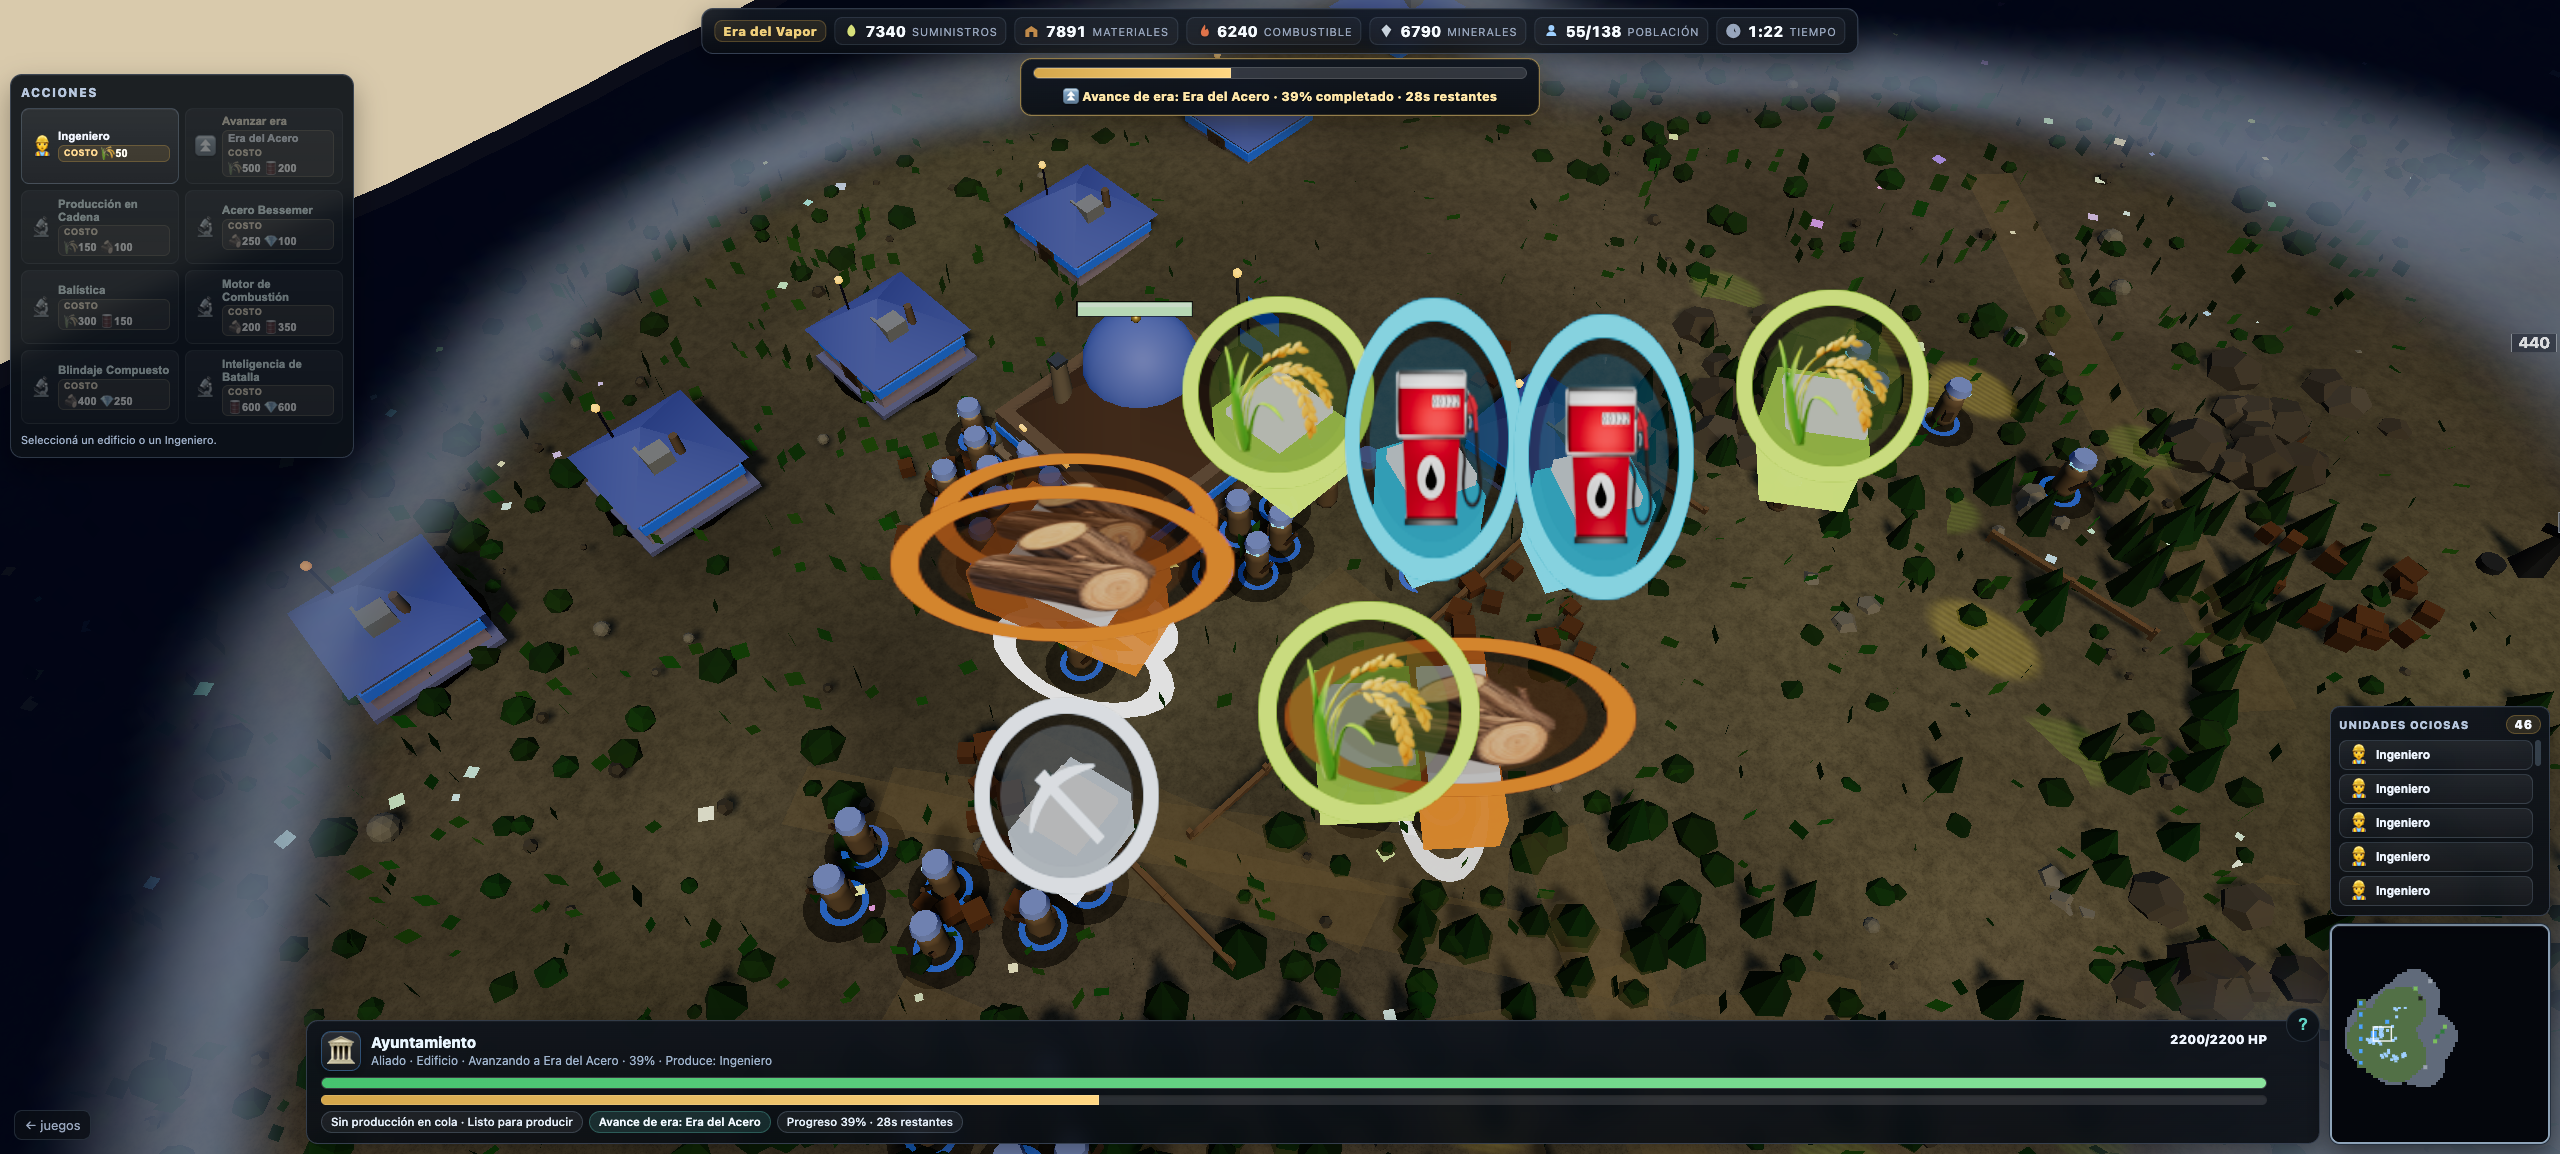 Era del Vapor 7340 SUMINISTROS 7891 MATERIALES 6240 COMBUSTIBLE 6790 MINERALES 55/138 POBLACIÓN 1:22 TIEMPO
Avance de era: Era del Acero · 39% completado · 28s restantes
ACCIONES
Ingeniero
COSTO 50
Avanzar era
Era del Acero
COSTO
500 200
Producción en
Cadena
COSTO
150 100
Acero Bessemer
COSTO
250 100
Balística
COSTO
300 150
Motor de
Combustión
COSTO
200 350
Blindaje Compuesto
COSTO
400 250
Inteligencia de
Batalla
COSTO
600 600
Seleccioná un edificio o un Ingeniero.
440
UNIDADES OCIOSAS 46
Ingeniero
Ingeniero
Ingeniero
Ingeniero
Ingeniero
?
Ayuntamiento
2200/2200 HP
Aliado · Edificio · Avanzando a Era del Acero · 39% · Produce: Ingeniero
Sin producción en cola · Listo para producir
Avance de era: Era del Acero
Progreso 39% · 28s restantes
← juegos